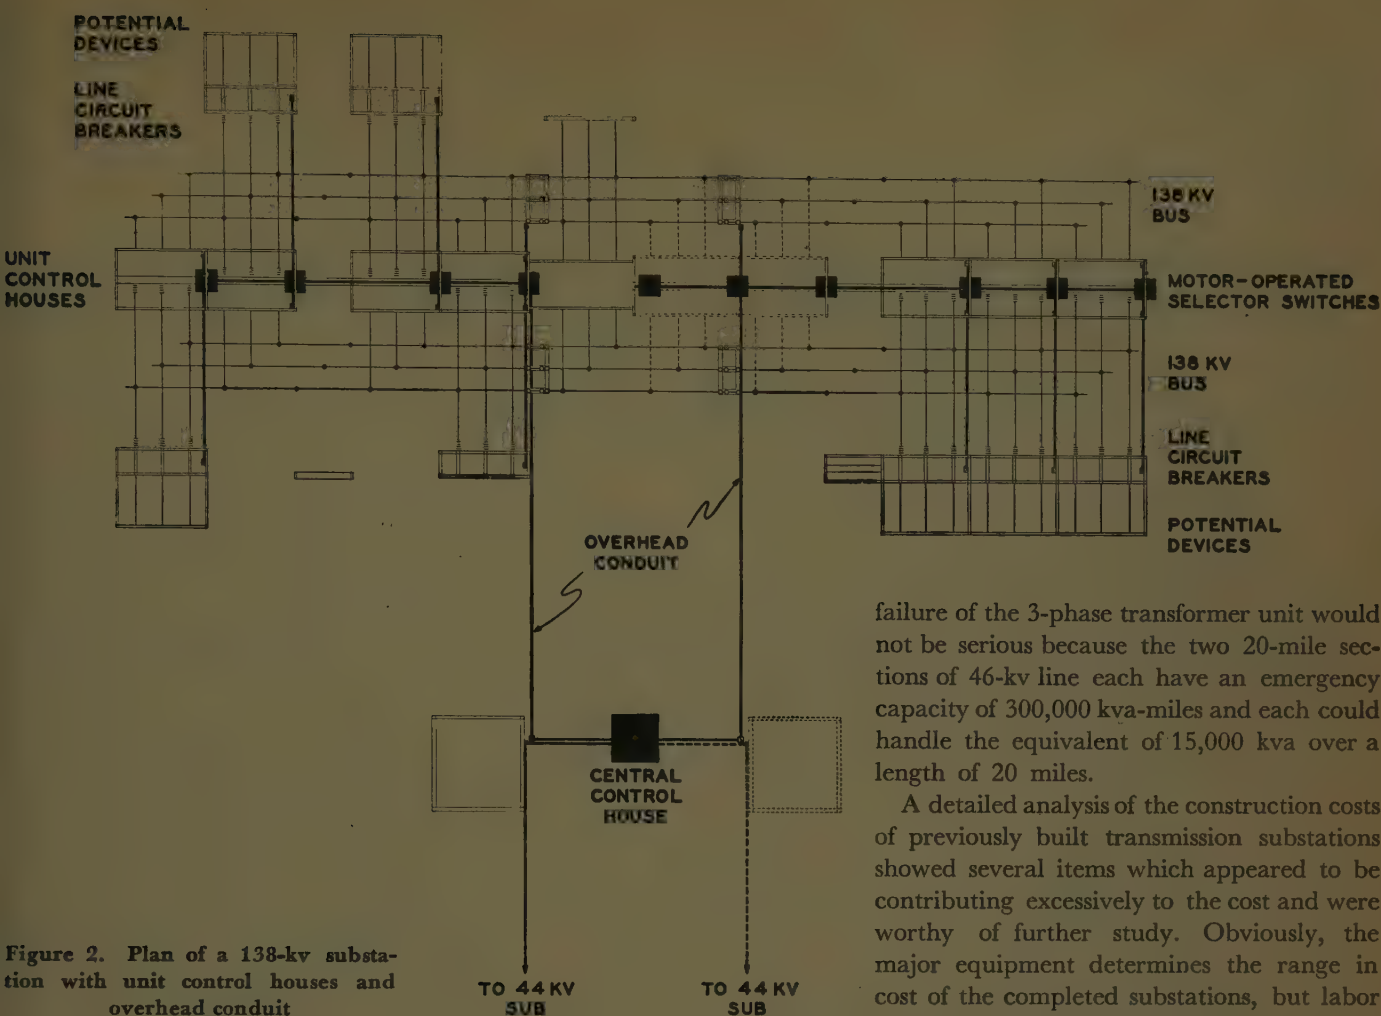 POTENTIAL
DEVICES
LINE
CIRCUIT
BREAKERS
UNIT
CONTROL
HOUSES
138 KV
BUS
MOTOR-OPERATED
SELECTOR SWITCHES
138 KV
BUS
LINE
CIRCUIT
BREAKERS
POTENTIAL
DEVICES
OVERHEAD
CONDUIT
CENTRAL
CONTROL
HOUSE
TO 44 KV
SUB
TO 44 KV
SUB
Figure 2. Plan of a 138-kv substa-
tion with unit control houses and
overhead conduit
failure of the 3-phase transformer unit would
not be serious because the two 20-mile sec-
tions of 46-kv line each have an emergency
capacity of 300,000 kva-miles and each could
handle the equivalent of 15,000 kva over a
length of 20 miles.
A detailed analysis of the construction costs
of previously built transmission substations
showed several items which appeared to be
contributing excessively to the cost and were
worthy of further study. Obviously, the
major equipment determines the range in
cost of the completed substations, but labor